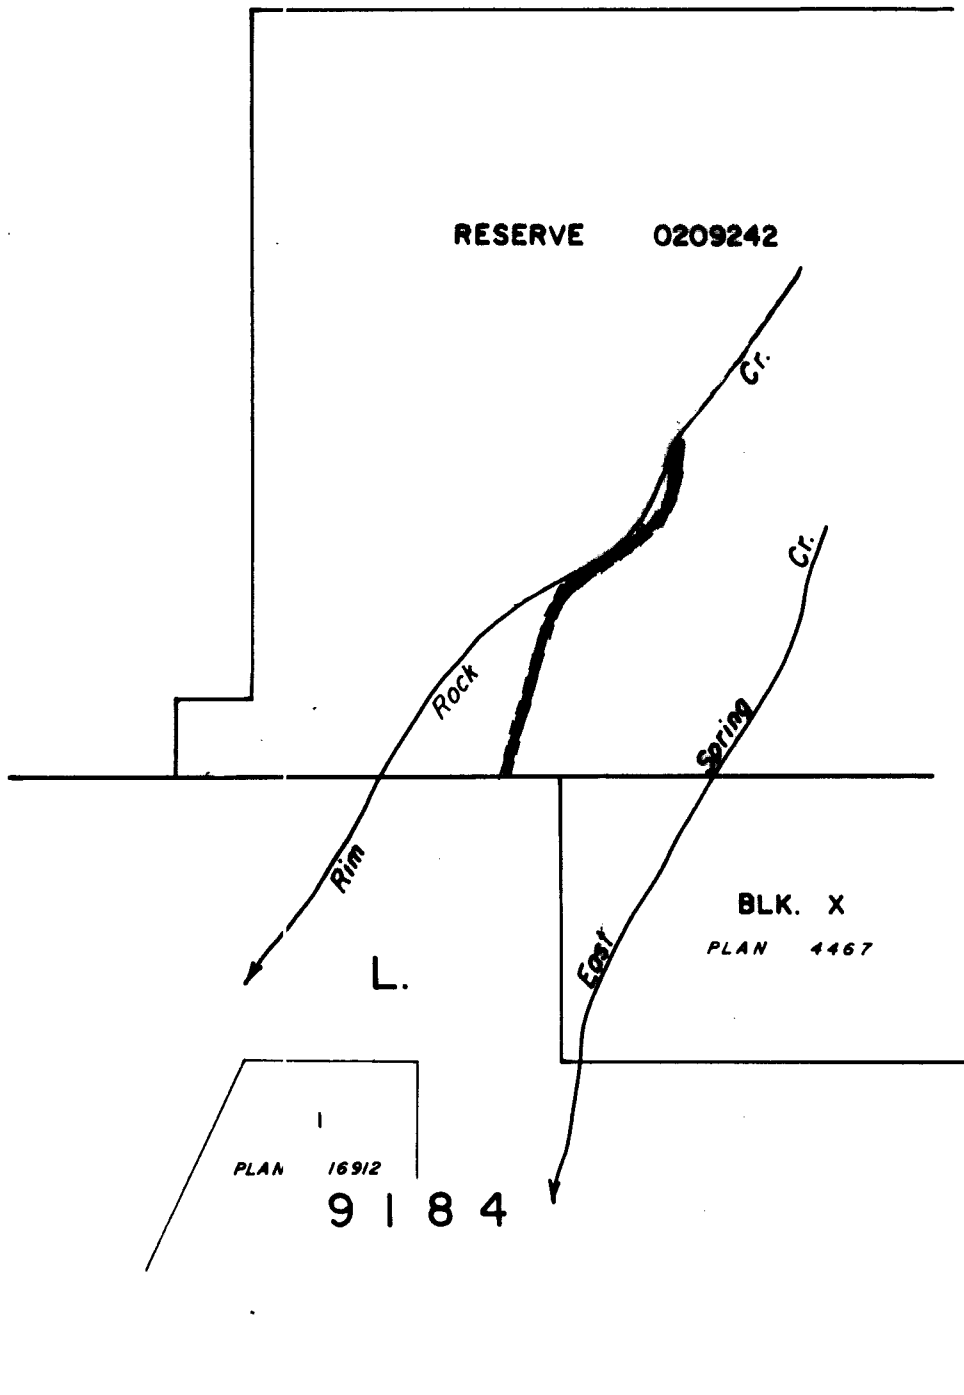 RESERVE 0209242
Cr.
Cr.
Rock
Spring
Rim
BLK. X
PLAN 4467
East
L.
1
PLAN 16912
9184